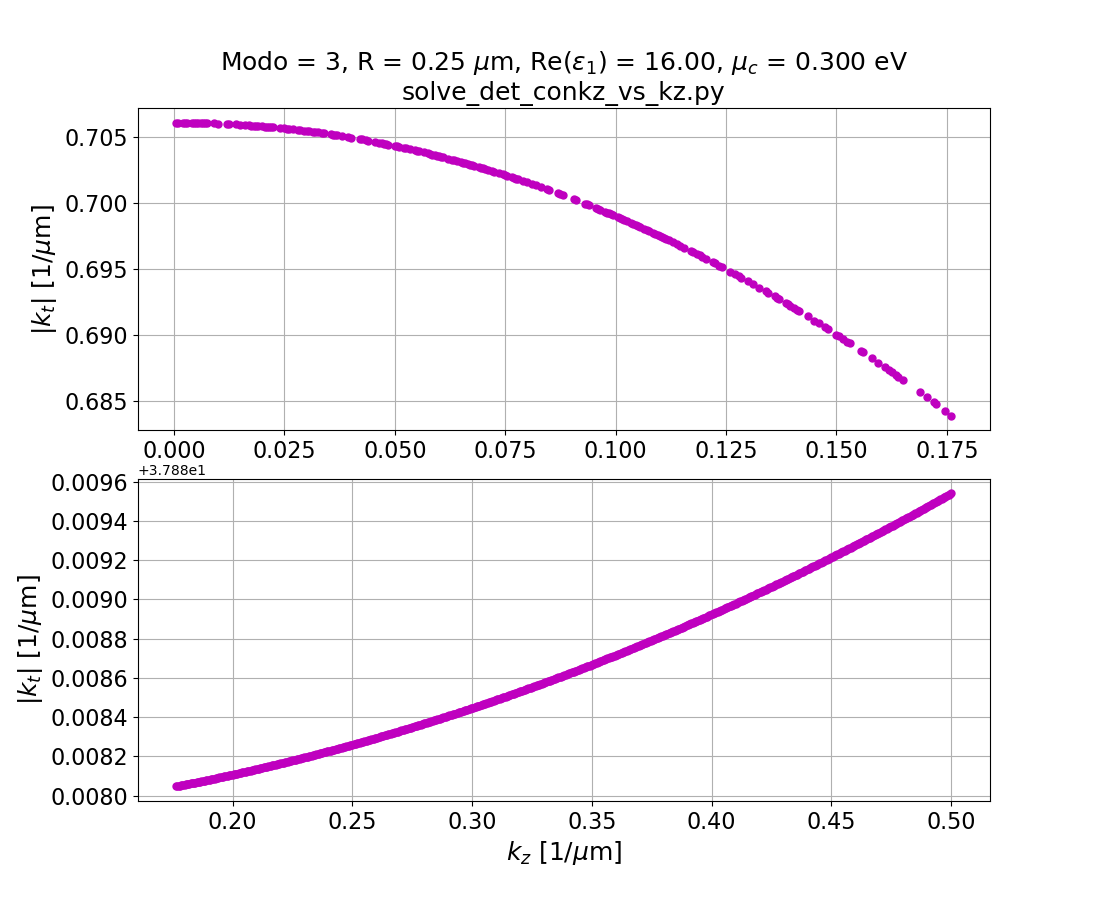 Modo = 3, R = 0.25 μm, Re(ε₁) = 16.00, μ_c = 0.300 eV
solve_det_conkz_vs_kz.py
0.705
0.700
0.695
0.690
0.685
|k_t| [1/μm]
0.000 0.025 0.050 0.075 0.100 0.125 0.150 0.175
+3.788e1
0.0096
0.0094
0.0092
0.0090
0.0088
0.0086
0.0084
0.0082
0.0080
|k_t| [1/μm]
0.20 0.25 0.30 0.35 0.40 0.45 0.50
k_z [1/μm]